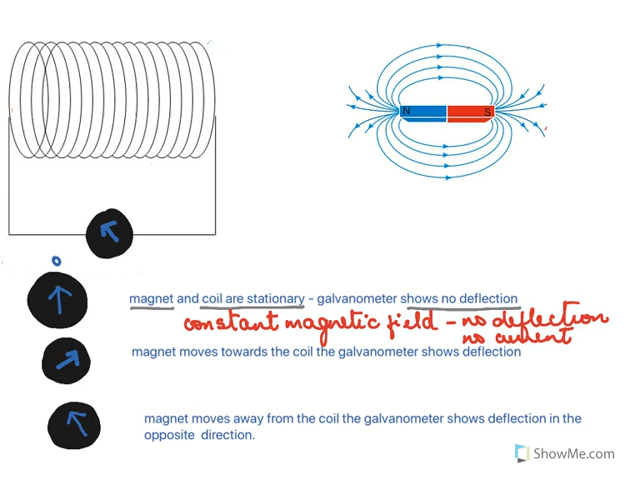 N S
0
magnet and coil are stationary - galvanometer shows no deflection
constant magnetic field - no deflection
no current
magnet moves towards the coil the galvanometer shows deflection
magnet moves away from the coil the galvanometer shows deflection in the
opposite direction.
ShowMe.com